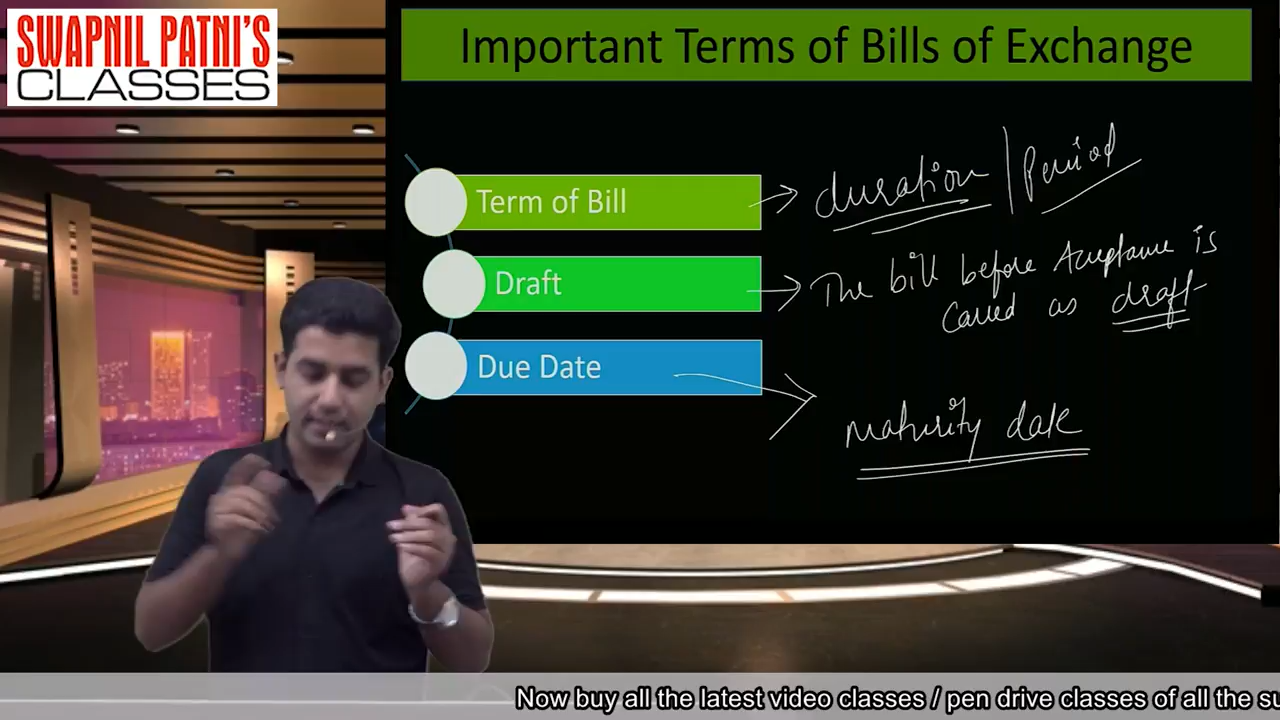 SWAPNIL PATNI'S
CLASSES
Important Terms of Bills of Exchange
Term of Bill
duration / Period
Draft
The bill before Acceptance is
called as draft
Due Date
maturity date
Now buy all the latest video classes / pen drive classes of all the su